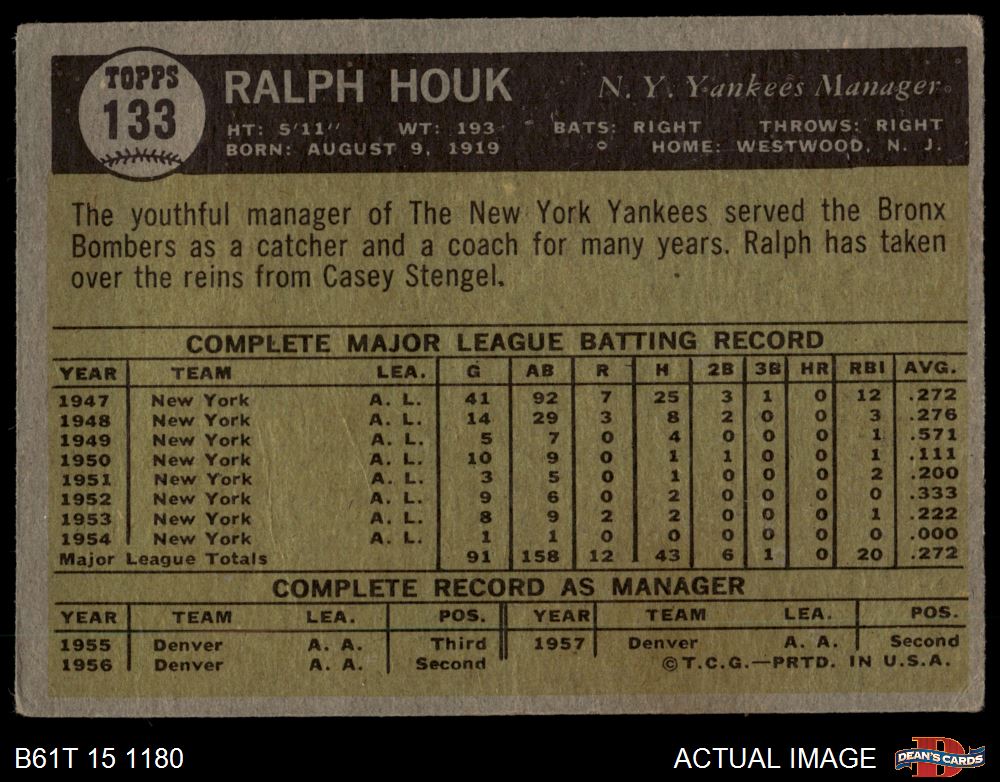 TOPPS
133
RALPH HOUK N. Y. Yankees Manager
HT: 5'11" WT: 193 BATS: RIGHT THROWS: RIGHT
BORN: AUGUST 9, 1919 HOME: WESTWOOD, N. J.
The youthful manager of The New York Yankees served the Bronx
Bombers as a catcher and a coach for many years. Ralph has taken
over the reins from Casey Stengel.
COMPLETE MAJOR LEAGUE BATTING RECORD
YEAR TEAM LEA. G AB R H 2B 3B HR RBI AVG.
1947 New York A. L. 41 92 7 25 3 1 0 12 .272
1948 New York A. L. 14 29 3 8 2 0 0 3 .276
1949 New York A. L. 5 7 0 4 0 0 0 1 .571
1950 New York A. L. 10 9 0 1 1 0 0 1 .111
1951 New York A. L. 3 5 0 1 0 0 0 2 .200
1952 New York A. L. 9 6 0 2 0 0 0 0 .333
1953 New York A. L. 8 9 2 2 0 0 0 1 .222
1954 New York A. L. 1 1 0 0 0 0 0 0 .000
Major League Totals 91 158 12 43 6 1 0 20 .272
COMPLETE RECORD AS MANAGER
YEAR TEAM LEA. POS. YEAR TEAM LEA. POS.
1955 Denver A. A. Third 1957 Denver A. A. Second
1956 Denver A. A. Second ©T.C.G.—PRTD. IN U.S.A.
B61T 15 1180 ACTUAL IMAGE DEAN'S CARDS